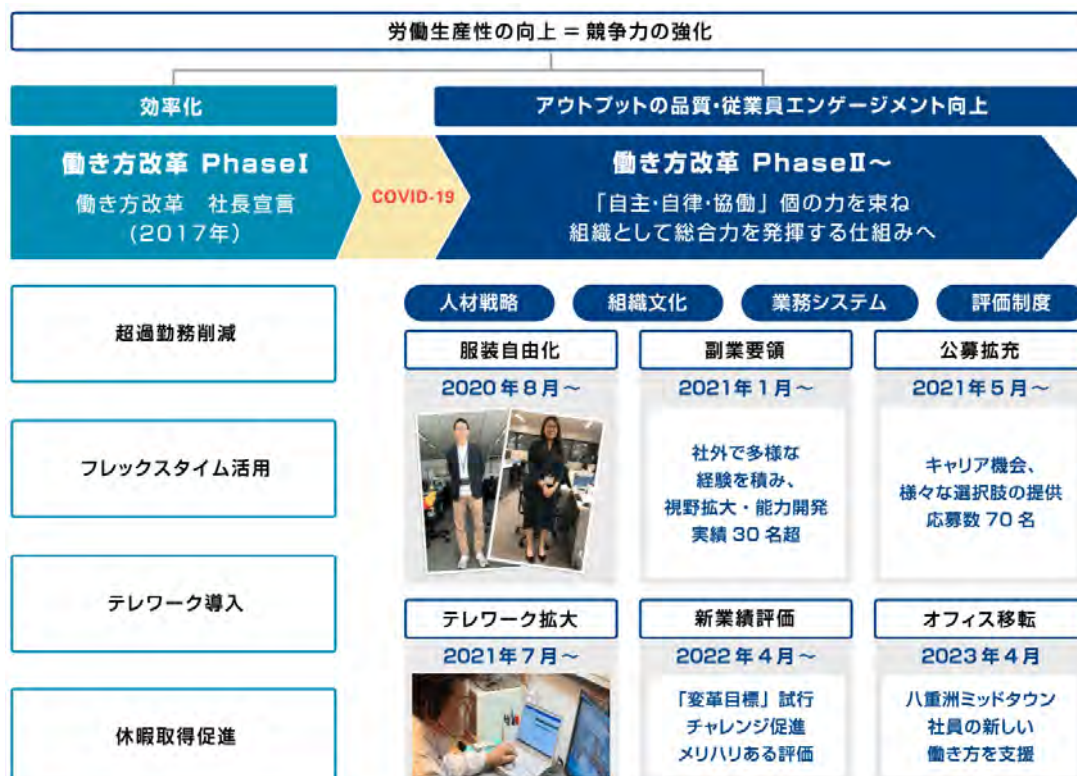 労働生産性の向上 = 競争力の強化
効率化
アウトプットの品質・従業員エンゲージメント向上
働き方改革 PhaseⅠ
働き方改革　社長宣言
(2017年)
COVID-19
働き方改革 PhaseⅡ～
「自主・自律・協働」個の力を束ね
組織として総合力を発揮する仕組みへ
超過勤務削減
フレックスタイム活用
テレワーク導入
休暇取得促進
人材戦略
組織文化
業務システム
評価制度
服装自由化
2020年8月～
副業要領
2021年1月～
社外で多様な
経験を積み、
視野拡大・能力開発
実績 30 名超
公募拡充
2021年5月～
キャリア機会、
様々な選択肢の提供
応募数 70 名
テレワーク拡大
2021年7月～
新業績評価
2022年4月～
「変革目標」試行
チャレンジ促進
メリハリある評価
オフィス移転
2023年4月
八重洲ミッドタウン
社員の新しい
働き方を支援